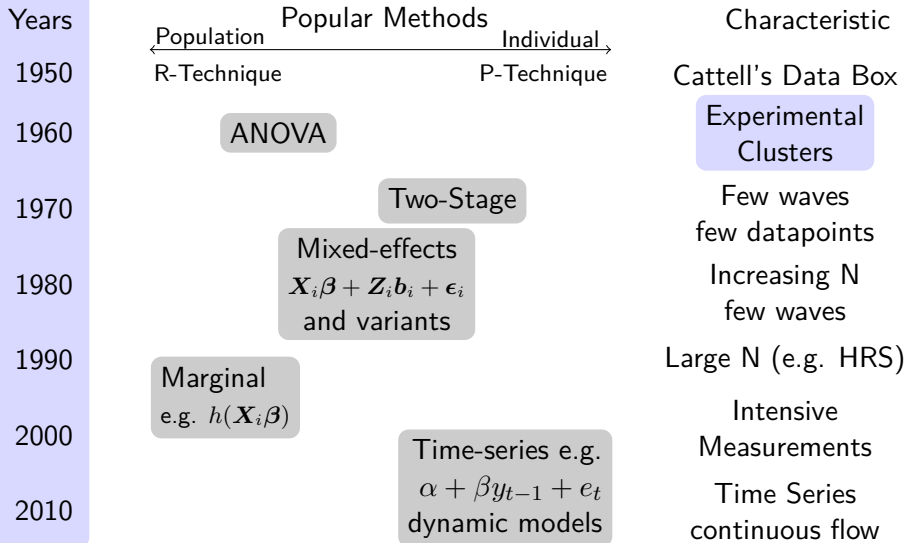 Years Popular Methods Characteristic
Population Individual
1950 R-Technique P-Technique Cattell's Data Box
1960 ANOVA Experimental
Clusters
1970 Two-Stage Few waves
few datapoints
Mixed-effects
1980 X_iβ + Z_ib_i + ϵ_i Increasing N
and variants few waves
1990 Large N (e.g. HRS)
Marginal
e.g. h(X_iβ) Intensive
2000 Measurements
Time-series e.g.
α + βy_{t−1} + e_t Time Series
2010 dynamic models continuous flow